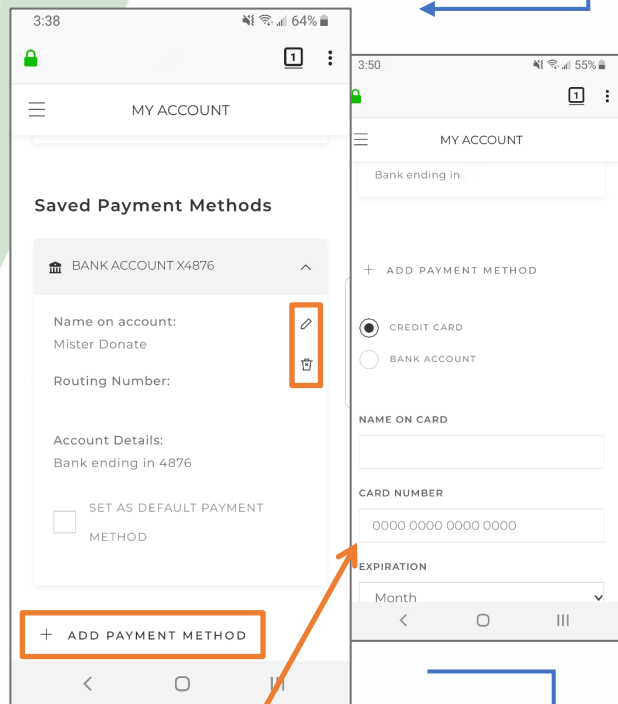 3:38
64%
1
MY ACCOUNT
Saved Payment Methods
BANK ACCOUNT X4876
Name on account:
Mister Donate
Routing Number:
Account Details:
Bank ending in 4876
SET AS DEFAULT PAYMENT
METHOD
+ ADD PAYMENT METHOD
3:50
55%
1
MY ACCOUNT
Bank ending in
+ ADD PAYMENT METHOD
CREDIT CARD
BANK ACCOUNT
NAME ON CARD
CARD NUMBER
0000 0000 0000 0000
EXPIRATION
Month